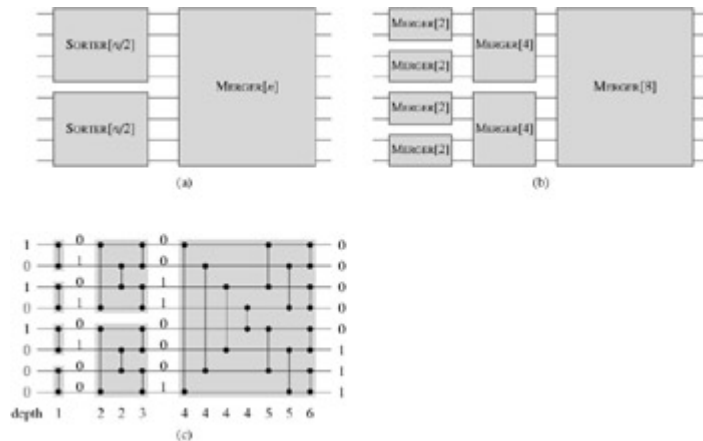 SORTER[n/2]
SORTER[n/2]
MERGER[n]
(a)
MERGER[2]
MERGER[2]
MERGER[2]
MERGER[2]
MERGER[4]
MERGER[4]
MERGER[8]
(b)
1 0 0 0
0 1 0 0
1 0 1 0
0 1 1 0
1 0 0 0
0 1 0 1
0 0 0 1
0 0 1 1
depth 1 2 2 3 4 4 4 4 5 5 6
(c)